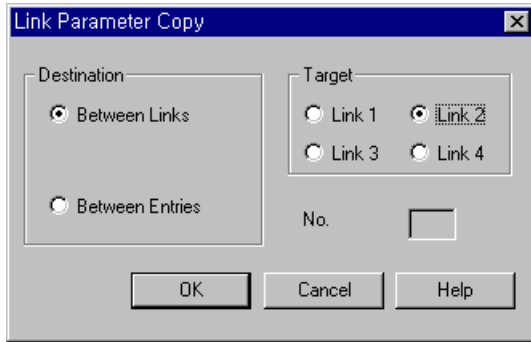 Link Parameter Copy
Destination
Between Links
Between Entries
Target
Link 1
Link 2
Link 3
Link 4
No.
OK
Cancel
Help